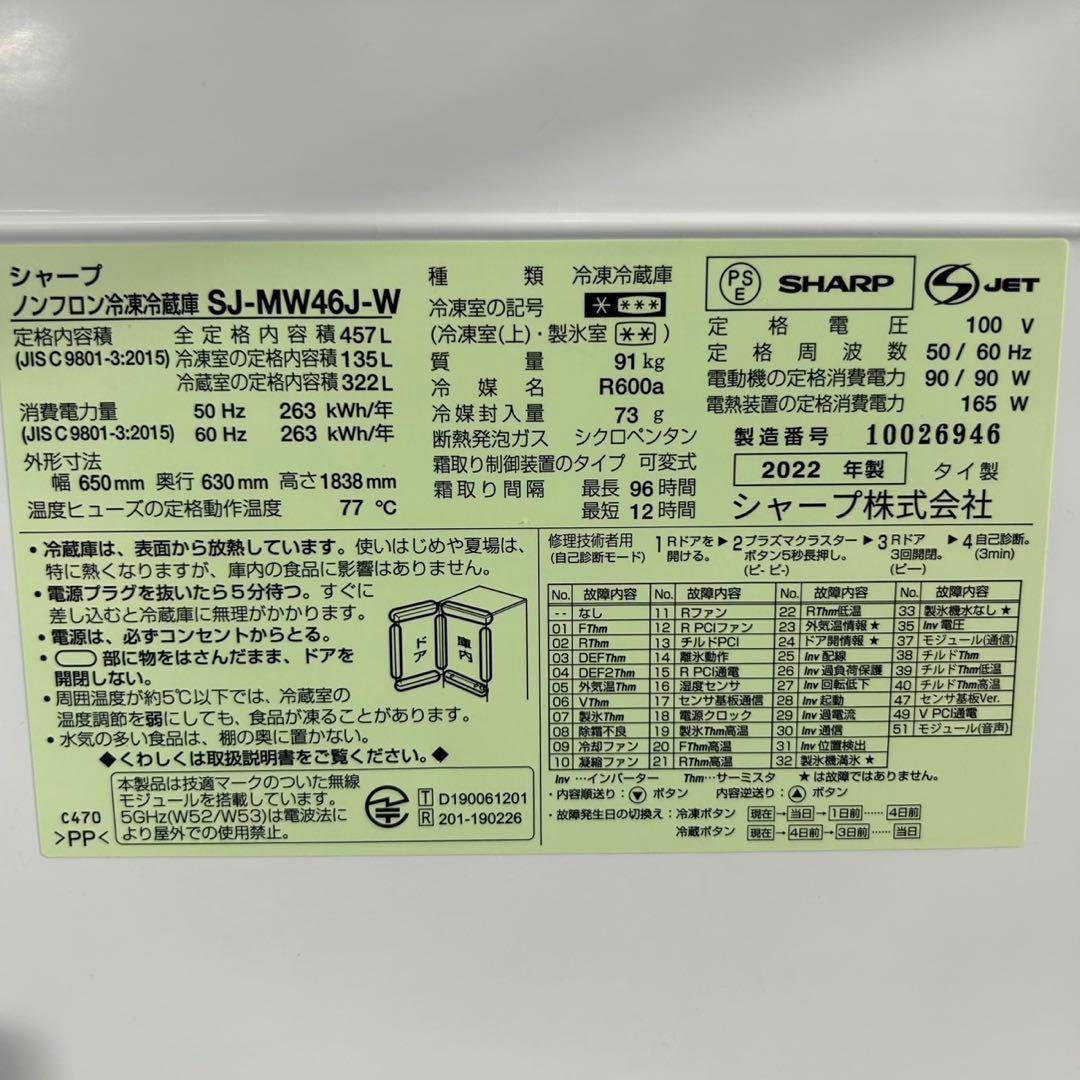 シャープ
ノンフロン冷凍冷蔵庫 SJ-MW46J-W
定格内容積 全定格内容積 457 L
(JIS C 9801-3:2015) 冷凍室の定格内容積 135 L
冷蔵室の定格内容積 322 L
消費電力量 50 Hz 263 kWh/年
(JIS C 9801-3:2015) 60 Hz 263 kWh/年
外形寸法
幅 650 mm 奥行 630 mm 高さ 1838 mm
温度ヒューズの定格動作温度 77 ℃
種類 冷凍冷蔵庫
冷凍室の記号 * ***
(冷凍室(上)・製氷室 ** )
質量 91 kg
冷媒名 R600a
冷媒封入量 73 g
断熱発泡ガス シクロペンタン
霜取り制御装置のタイプ 可変式
霜取り間隔 最長 96 時間
最短 12 時間
PSE SHARP S JET
定格電圧 100 V
定格周波数 50 / 60 Hz
電動機の定格消費電力 90 / 90 W
電熱装置の定格消費電力 165 W
製造番号 10026946
2022 年製 タイ製
シャープ株式会社
・冷蔵庫は、表面から放熱しています。使いはじめや夏場は、
特に熱くなりますが、庫内の食品に影響はありません。
・電源プラグを抜いたら5分待つ。すぐに
差し込むと冷蔵庫に無理がかかります。
・電源は、必ずコンセントからとる。
・ 部に物をはさんだまま、ドアを
開閉しない。
・周囲温度が約5℃以下では、冷蔵室の
温度調節を弱にしても、食品が凍ることがあります。
・水気の多い食品は、棚の奥に置かない。
◆くわしくは取扱説明書をご覧ください。◆
ドア 庫内
C470
>PP<
本製品は技適マークのついた無線
モジュールを搭載しています。
5GHz(W52/W53)は電波法に
より屋外での使用禁止。
T D190061201
R 201-190226
修理技術者用 1 Rドアを ▶ 2 プラズマクラスター ▶ 3 Rドア ▶ 4 自己診断。
(自己診断モード) 開ける。 ボタン5秒長押し。 3回開閉。 (3min)
(ピー ピー) (ピー)
No. 故障内容 No. 故障内容 No. 故障内容 No. 故障内容
-- なし 11 Rファン 22 RThm低温 33 製氷機水なし ★
01 FThm 12 R PCIファン 23 外気温情報 ★ 35 Inv 電圧
02 RThm 13 チルドPCI 24 ドア開情報 ★ 37 モジュール(通信)
03 DEFThm 14 離氷動作 25 Inv 配線 38 チルドThm
04 DEF2Thm 15 R PCI通電 26 Inv 過負荷保護 39 チルドThm低温
05 外気温Thm 16 湿度センサ 27 Inv 回転低下 40 チルドThm高温
06 VThm 17 センサ基板通信 28 Inv 起動 47 センサ基板Ver.
07 製氷Thm 18 電源クロック 29 Inv 過電流 49 V PCI通電
08 除霜不良 19 製氷Thm高温 30 Inv 通信 51 モジュール(音声)
09 冷却ファン 20 FThm高温 31 Inv 位置検出
10 凝縮ファン 21 RThm高温 32 製氷機満氷 ★
Inv …インバーター Thm…サーミスタ ★は故障ではありません。
・内容順送り: ▼ ボタン 内容逆送り: ▲ ボタン
・故障発生日の切換え: 冷凍ボタン 現在→当日→1日前……4日前
冷蔵ボタン 現在→4日前→3日前……当日